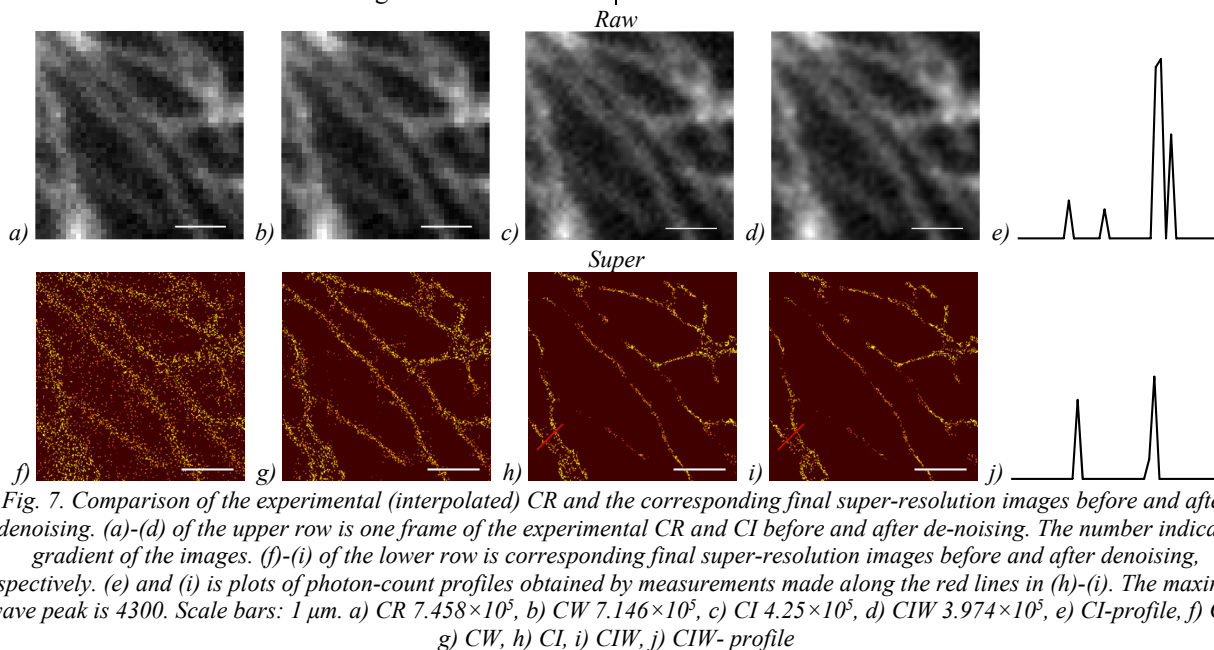 Raw
a) b) c) d) e)
Super
f) g) h) i) j)
Fig. 7. Comparison of the experimental (interpolated) CR and the corresponding final super-resolution images before and afte
denoising. (a)-(d) of the upper row is one frame of the experimental CR and CI before and after de-noising. The number indica
gradient of the images. (f)-(i) of the lower row is corresponding final super-resolution images before and after denoising,
spectively. (e) and (i) is plots of photon-count profiles obtained by measurements made along the red lines in (h)-(i). The maxim
wave peak is 4300. Scale bars: 1 μm. a) CR 7.458×10⁵, b) CW 7.146×10⁵, c) CI 4.25×10⁵, d) CIW 3.974×10⁵, e) CI-profile, f) C
g) CW, h) CI, i) CIW, j) CIW- profile